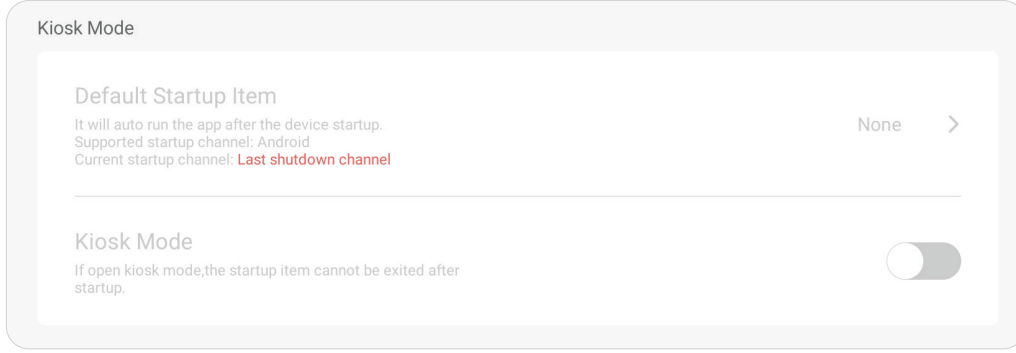 Kiosk Mode
Default Startup Item
It will auto run the app after the device startup.
Supported startup channel: Android
Current startup channel: Last shutdown channel
None
Kiosk Mode
If open kiosk mode,the startup item cannot be exited after
startup.